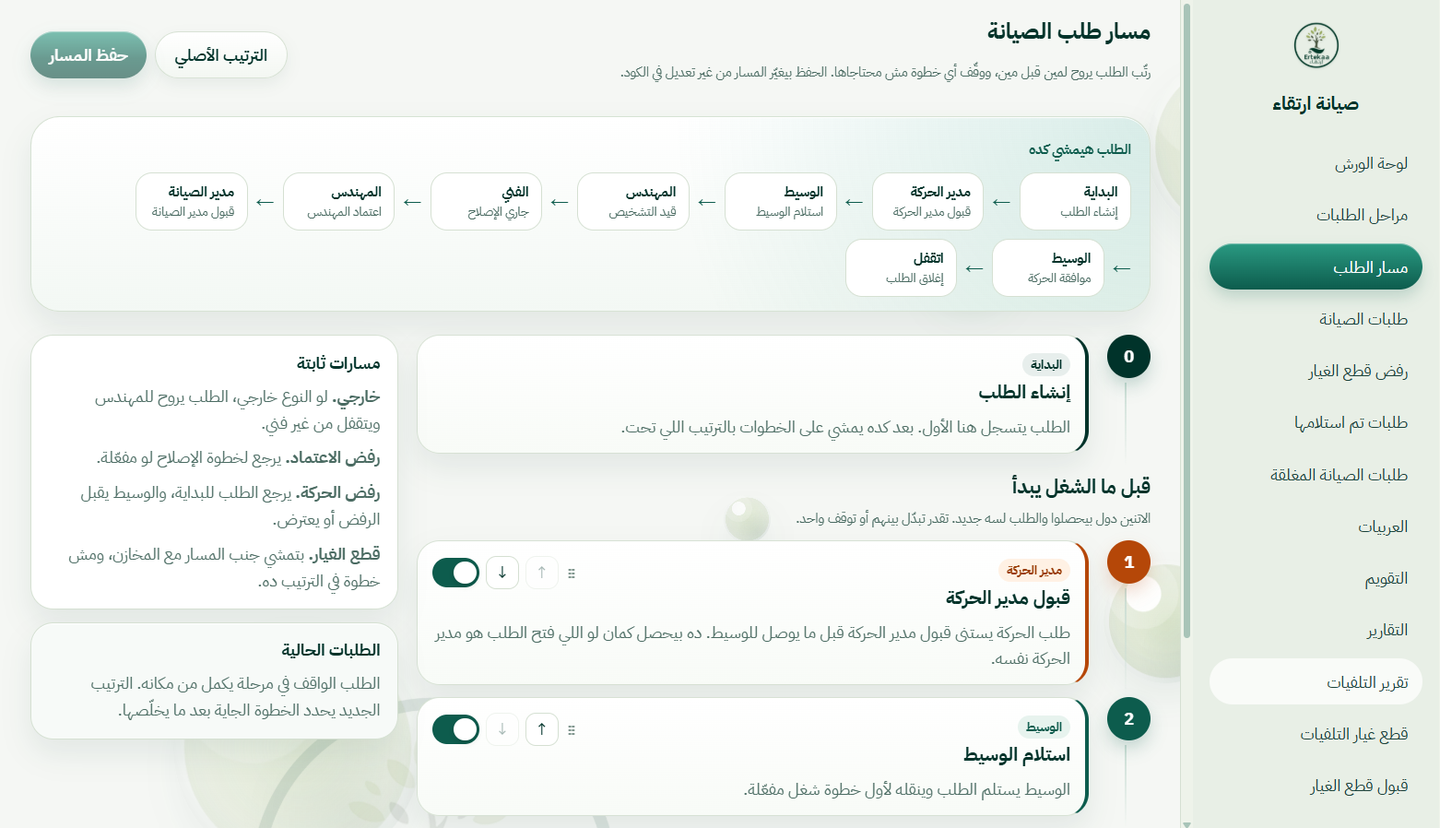 Ertekaa
صيانة ارتقاء
لوحة الورش
مراحل الطلبات
مسار الطلب
طلبات الصيانة
رفض قطع الغيار
طلبات تم استلامها
طلبات الصيانة المغلقة
العربيات
التقويم
التقارير
تقرير التلفيات
قطع غيار التلفيات
قبول قطع الغيار
مسار طلب الصيانة
رتّب الطلب يروح لمين قبل مين، ووقّف أي خطوة مش محتاجاها. الحفظ بيغيّر المسار من غير تعديل في الكود.
الترتيب الأصلي
حفظ المسار
الطلب هيمشي كده
البداية
إنشاء الطلب
←
مدير الحركة
قبول مدير الحركة
←
الوسيط
استلام الوسيط
←
المهندس
قيد التشخيص
←
الفني
جاري الإصلاح
←
المهندس
اعتماد المهندس
←
مدير الصيانة
قبول مدير الصيانة
←
الوسيط
موافقة الحركة
←
اتقفل
إغلاق الطلب
0
البداية
إنشاء الطلب
الطلب يتسجل هنا الأول. بعد كده يمشي على الخطوات بالترتيب اللي تحت.
قبل ما الشغل يبدأ
الاتنين دول بيحصلوا والطلب لسه جديد. تقدر تبدّل بينهم أو توقف واحد.
1
مدير الحركة
↑ ↓
قبول مدير الحركة
طلب الحركة يستنى قبول مدير الحركة قبل ما يوصل للوسيط. ده بيحصل كمان لو اللي فتح الطلب هو مدير
الحركة نفسه.
2
الوسيط
↑ ↓
استلام الوسيط
الوسيط يستلم الطلب وينقله لأول خطوة شغل مفعّلة.
مسارات ثابتة
خارجي. لو النوع خارجي، الطلب يروح للمهندس
ويتقفل من غير فني.
رفض الاعتماد. يرجع لخطوة الإصلاح لو مفعّلة.
رفض الحركة. يرجع الطلب للبداية، والوسيط يقبل
الرفض أو يعترض.
قطع الغيار. بتمشي جنب المسار مع المخازن، ومش
خطوة في الترتيب ده.
الطلبات الحالية
الطلب الواقف في مرحلة يكمل من مكانه. الترتيب
الجديد يحدد الخطوة الجاية بعد ما يخلّصها.